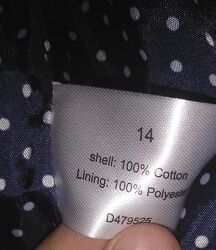 14
shell: 100% Cotton
Lining: 100% Polyester
D479525